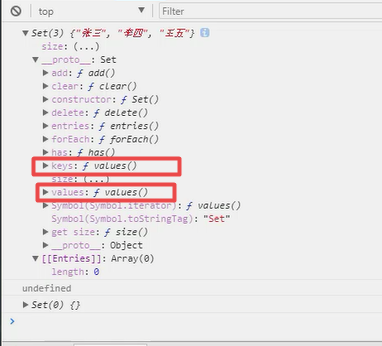 top
Filter
Set(3) {"张三", "李四", "王五"}
size: (...)
__proto__: Set
add: ƒ add()
clear: ƒ clear()
constructor: ƒ Set()
delete: ƒ delete()
entries: ƒ entries()
forEach: ƒ forEach()
has: ƒ has()
keys: ƒ values()
size: (...)
values: ƒ values()
Symbol(Symbol.iterator): ƒ values()
Symbol(Symbol.toStringTag): "Set"
get size: ƒ size()
__proto__: Object
[[Entries]]: Array(0)
length: 0
undefined
Set(0) {}